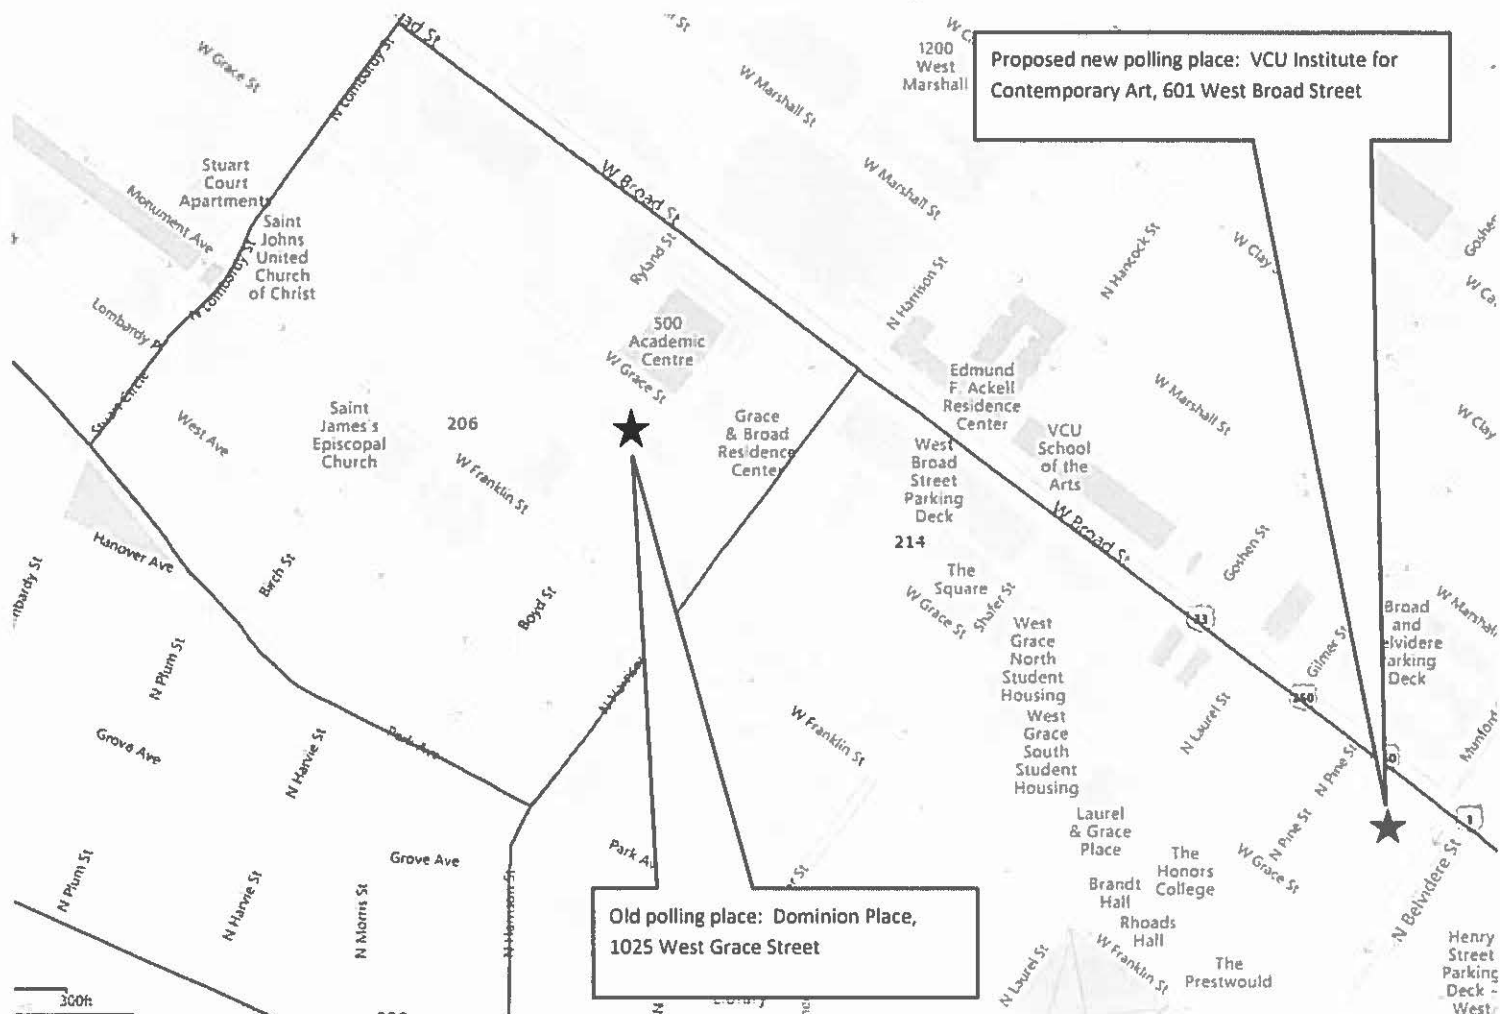 W Grace St
N Lombardy St
W Marshall St
1200
West
Marshall
Proposed new polling place: VCU Institute for
Contemporary Art, 601 West Broad Street
Stuart
Court
Apartments
Monument Ave
Saint
Johns
United
Church
of Christ
N Lombardy St
W Broad St
W Marshall St
Ryland St
N Harrison St
N Hancock St
W Clay
Goshen
Lombardy
500
Academic
Centre
W Grace St
Stuart Circle
West Ave
Saint
James's
Episcopal
Church
206
W Franklin St
Grace
& Broad
Residence
Center
Edmund
F. Ackell
Residence
Center
West
Broad
Street
Parking
Deck
VCU
School
of the
Arts
W Marshall St
W Clay
W Broad St
214
Hanover Ave
Birch St
Boyd St
The
Square
W Grace St
Shafer St
Goshen St
33
West
Grace
North
Student
Housing
West
Grace
South
Student
Housing
Gilmer St
Broad
and
elvidere
arking
Deck
W Marshall
N Plum St
Grove Ave
N Harvie St
Park Ave
W Franklin St
N Laurel St
N Pine St
Laurel
& Grace
Place
The
Honors
College
W Grace St
N Pine St
1
N Belvidere St
N Plum St
N Harvie St
N Morris St
Grove Ave
N Harrison St
Park Av
Old polling place: Dominion Place,
1025 West Grace Street
Brandt
Hall
Rhoads
Hall
N Laurel St
W Franklin St
The
Prestwould
Henry
Street
Parking
Deck -
West
300ft